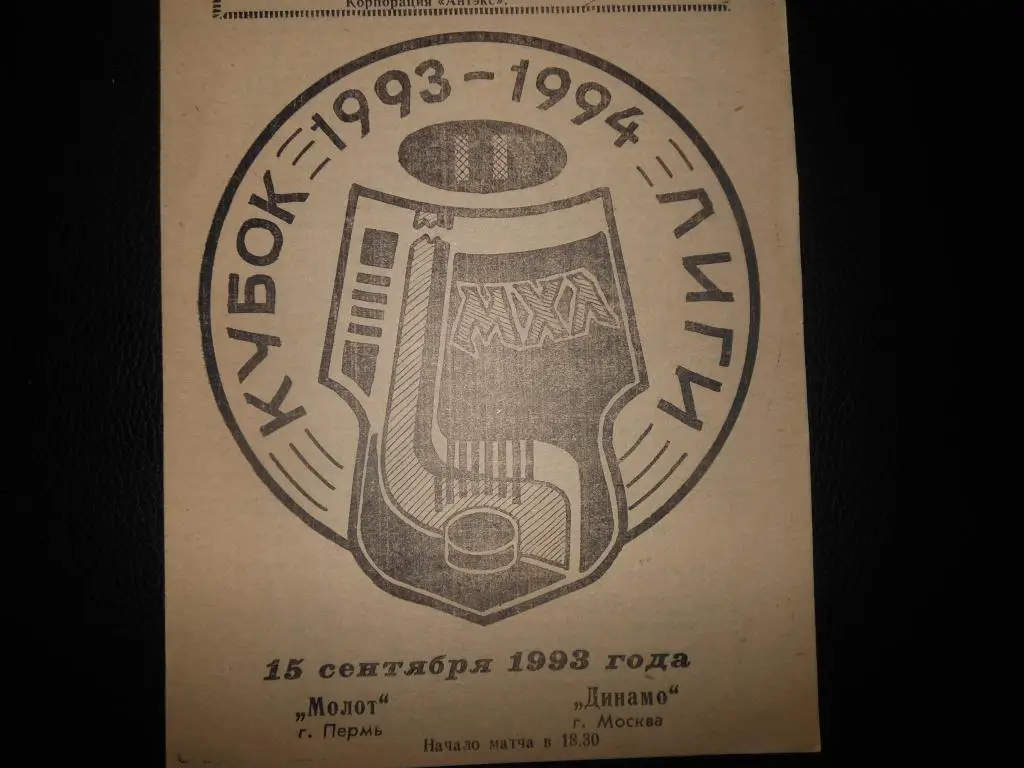 Корпорация «Антэкс».
КУБОК 1993-1994 ЛИГИ
МХЛ
15 сентября 1993 года
„Молот“ „Динамо“
г. Пермь г. Москва
Начало матча в 18.30